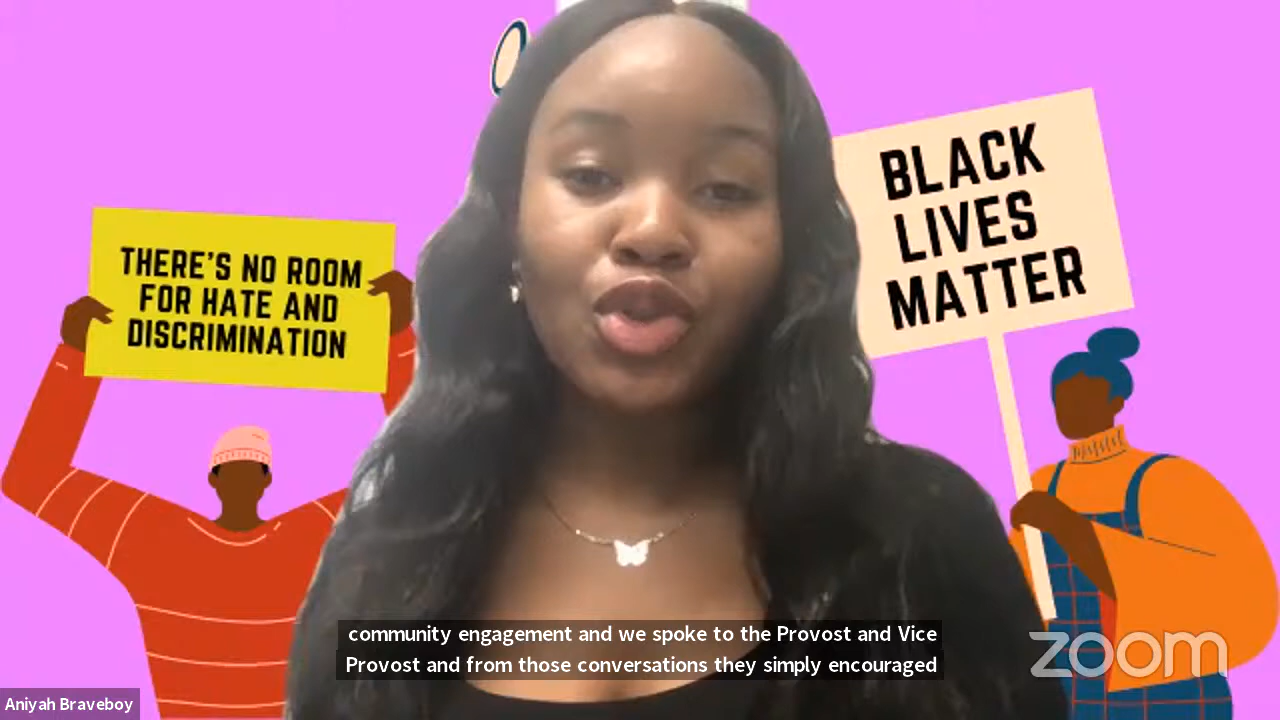 THERE'S NO ROOM
FOR HATE AND
DISCRIMINATION
BLACK
LIVES
MATTER
community engagement and we spoke to the Provost and Vice
Provost and from those conversations they simply encouraged
zoom
Aniyah Braveboy